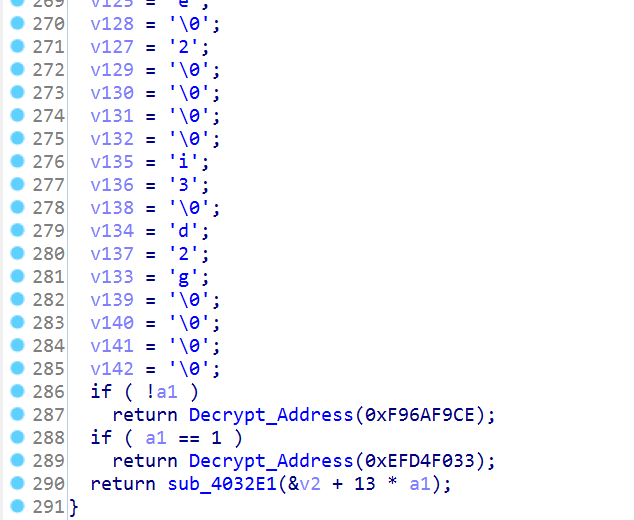 269 v125 = 'e';
270 v128 = '\0';
271 v127 = '2';
272 v129 = '\0';
273 v130 = '\0';
274 v131 = '\0';
275 v132 = '\0';
276 v135 = 'i';
277 v136 = '3';
278 v138 = '\0';
279 v134 = 'd';
280 v137 = '2';
281 v133 = 'g';
282 v139 = '\0';
283 v140 = '\0';
284 v141 = '\0';
285 v142 = '\0';
286 if ( !a1 )
287 return Decrypt_Address(0xF96AF9CE);
288 if ( a1 == 1 )
289 return Decrypt_Address(0xEFD4F033);
290 return sub_4032E1(&v2 + 13 * a1);
291 }